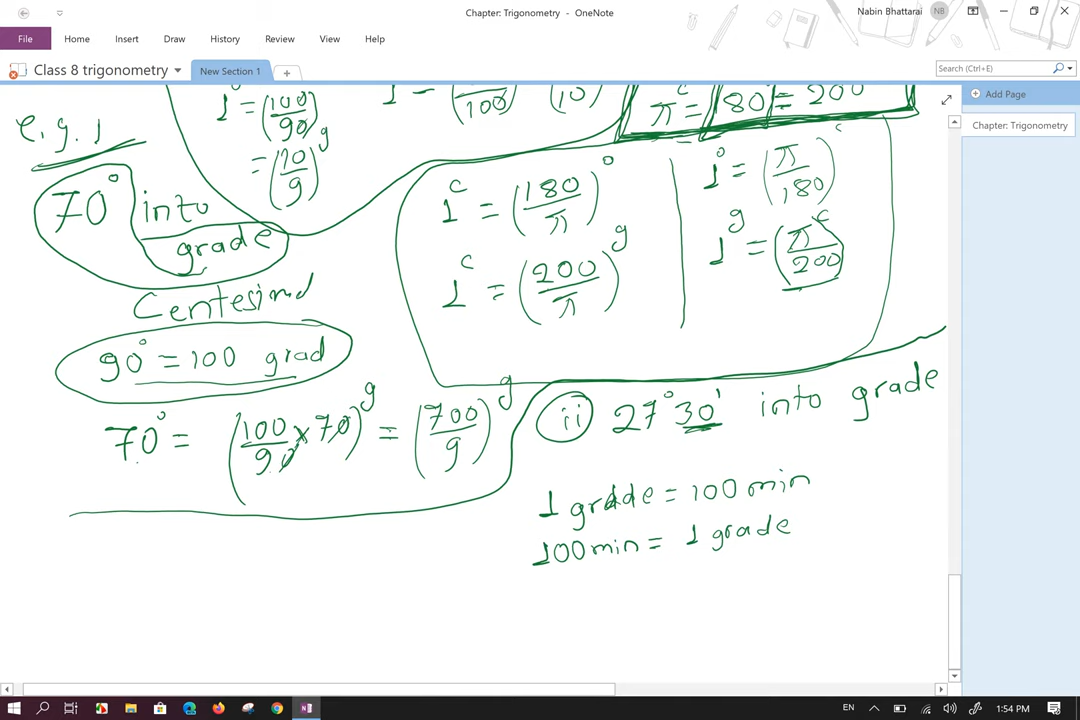 Chapter: Trigonometry - OneNote
Nabin Bhattarai NB
File Home Insert Draw History Review View Help
Class 8 trigonometry New Section 1 +
Search (Ctrl+E)
Add Page
Chapter: Trigonometry
e.g. 1
1° = (100/90)
= (10/9)^g
π^c = 180° = 200
70° into
grade
90° = 100 grad
70° = (100/90 × 70)^g = (700/9)^g
1^c = (180/π)°
1^c = (200/π)^g
1° = (π/180)^c
1^g = (π^c/200)
ii 27° 30' into grade
1 grade = 100 min
100 min = 1 grade
EN 1:54 PM